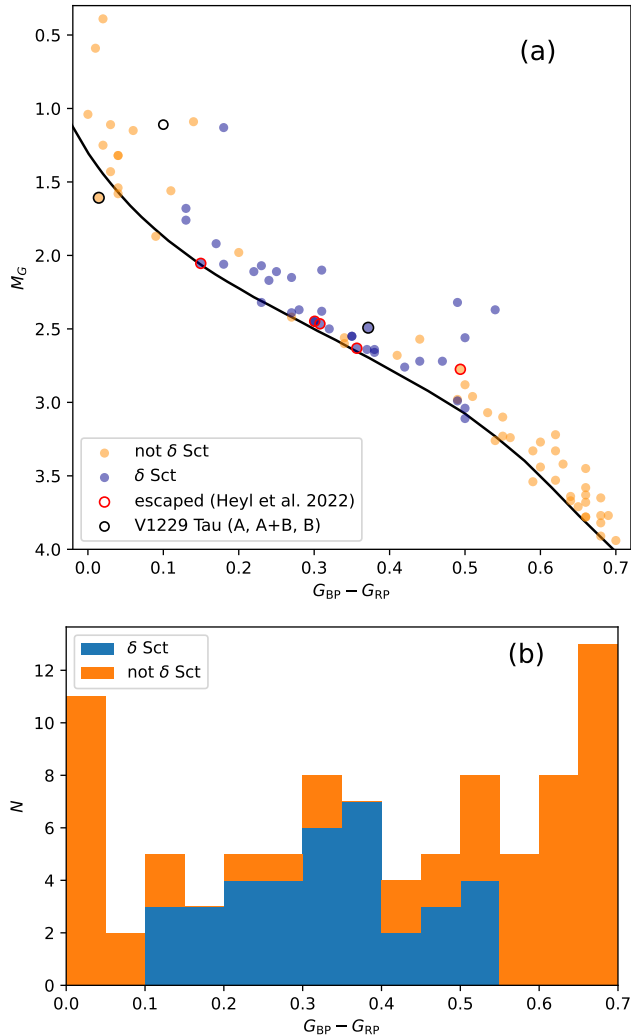 (a)
0.5
1.0
1.5
2.0
2.5
3.0
3.5
4.0
M_G
not δ Sct
δ Sct
escaped (Heyl et al. 2022)
V1229 Tau (A, A+B, B)
0.0 0.1 0.2 0.3 0.4 0.5 0.6 0.7
G_BP − G_RP
(b)
δ Sct
not δ Sct
12
10
8
6
4
2
0
N
0.0 0.1 0.2 0.3 0.4 0.5 0.6 0.7
G_BP − G_RP